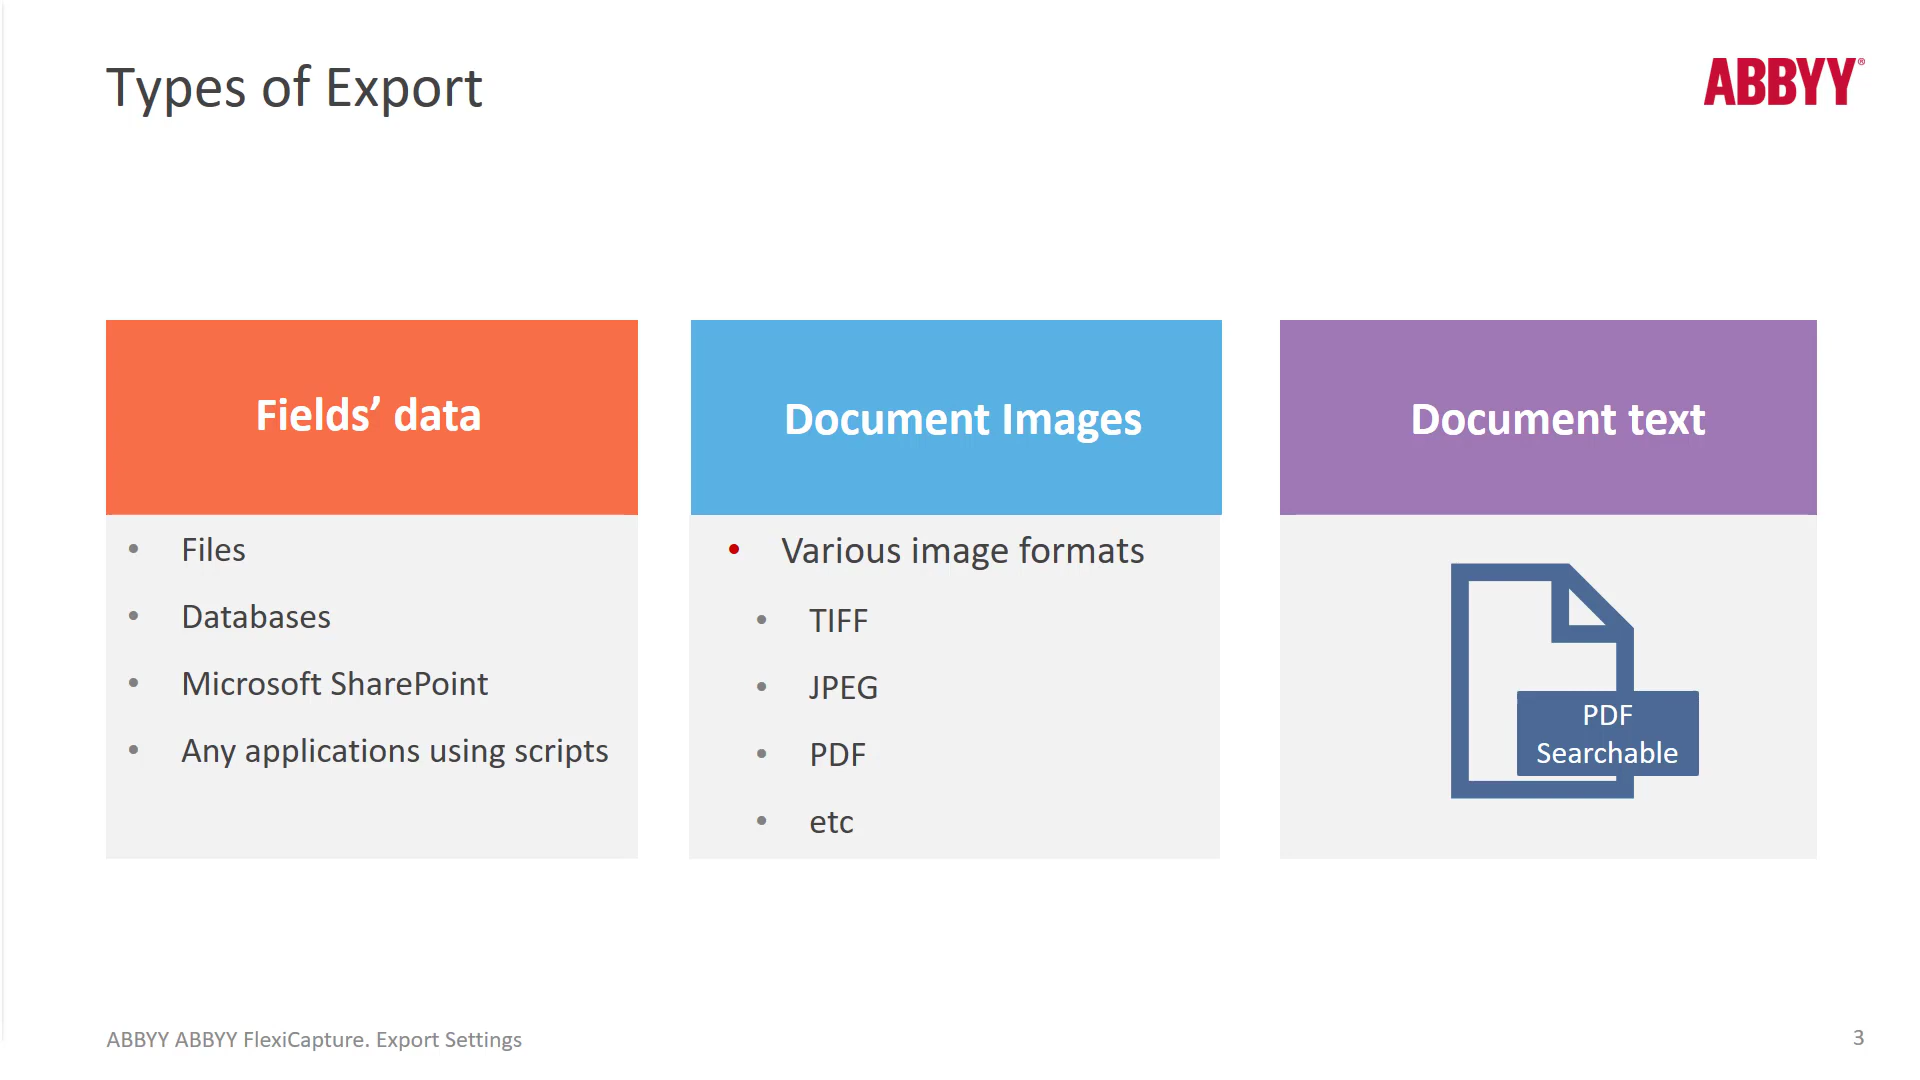 Types of Export
ABBYY®
Fields’ data
• Files
• Databases
• Microsoft SharePoint
• Any applications using scripts
Document Images
• Various image formats
• TIFF
• JPEG
• PDF
• etc
Document text
PDF
Searchable
ABBYY ABBYY FlexiCapture. Export Settings
3